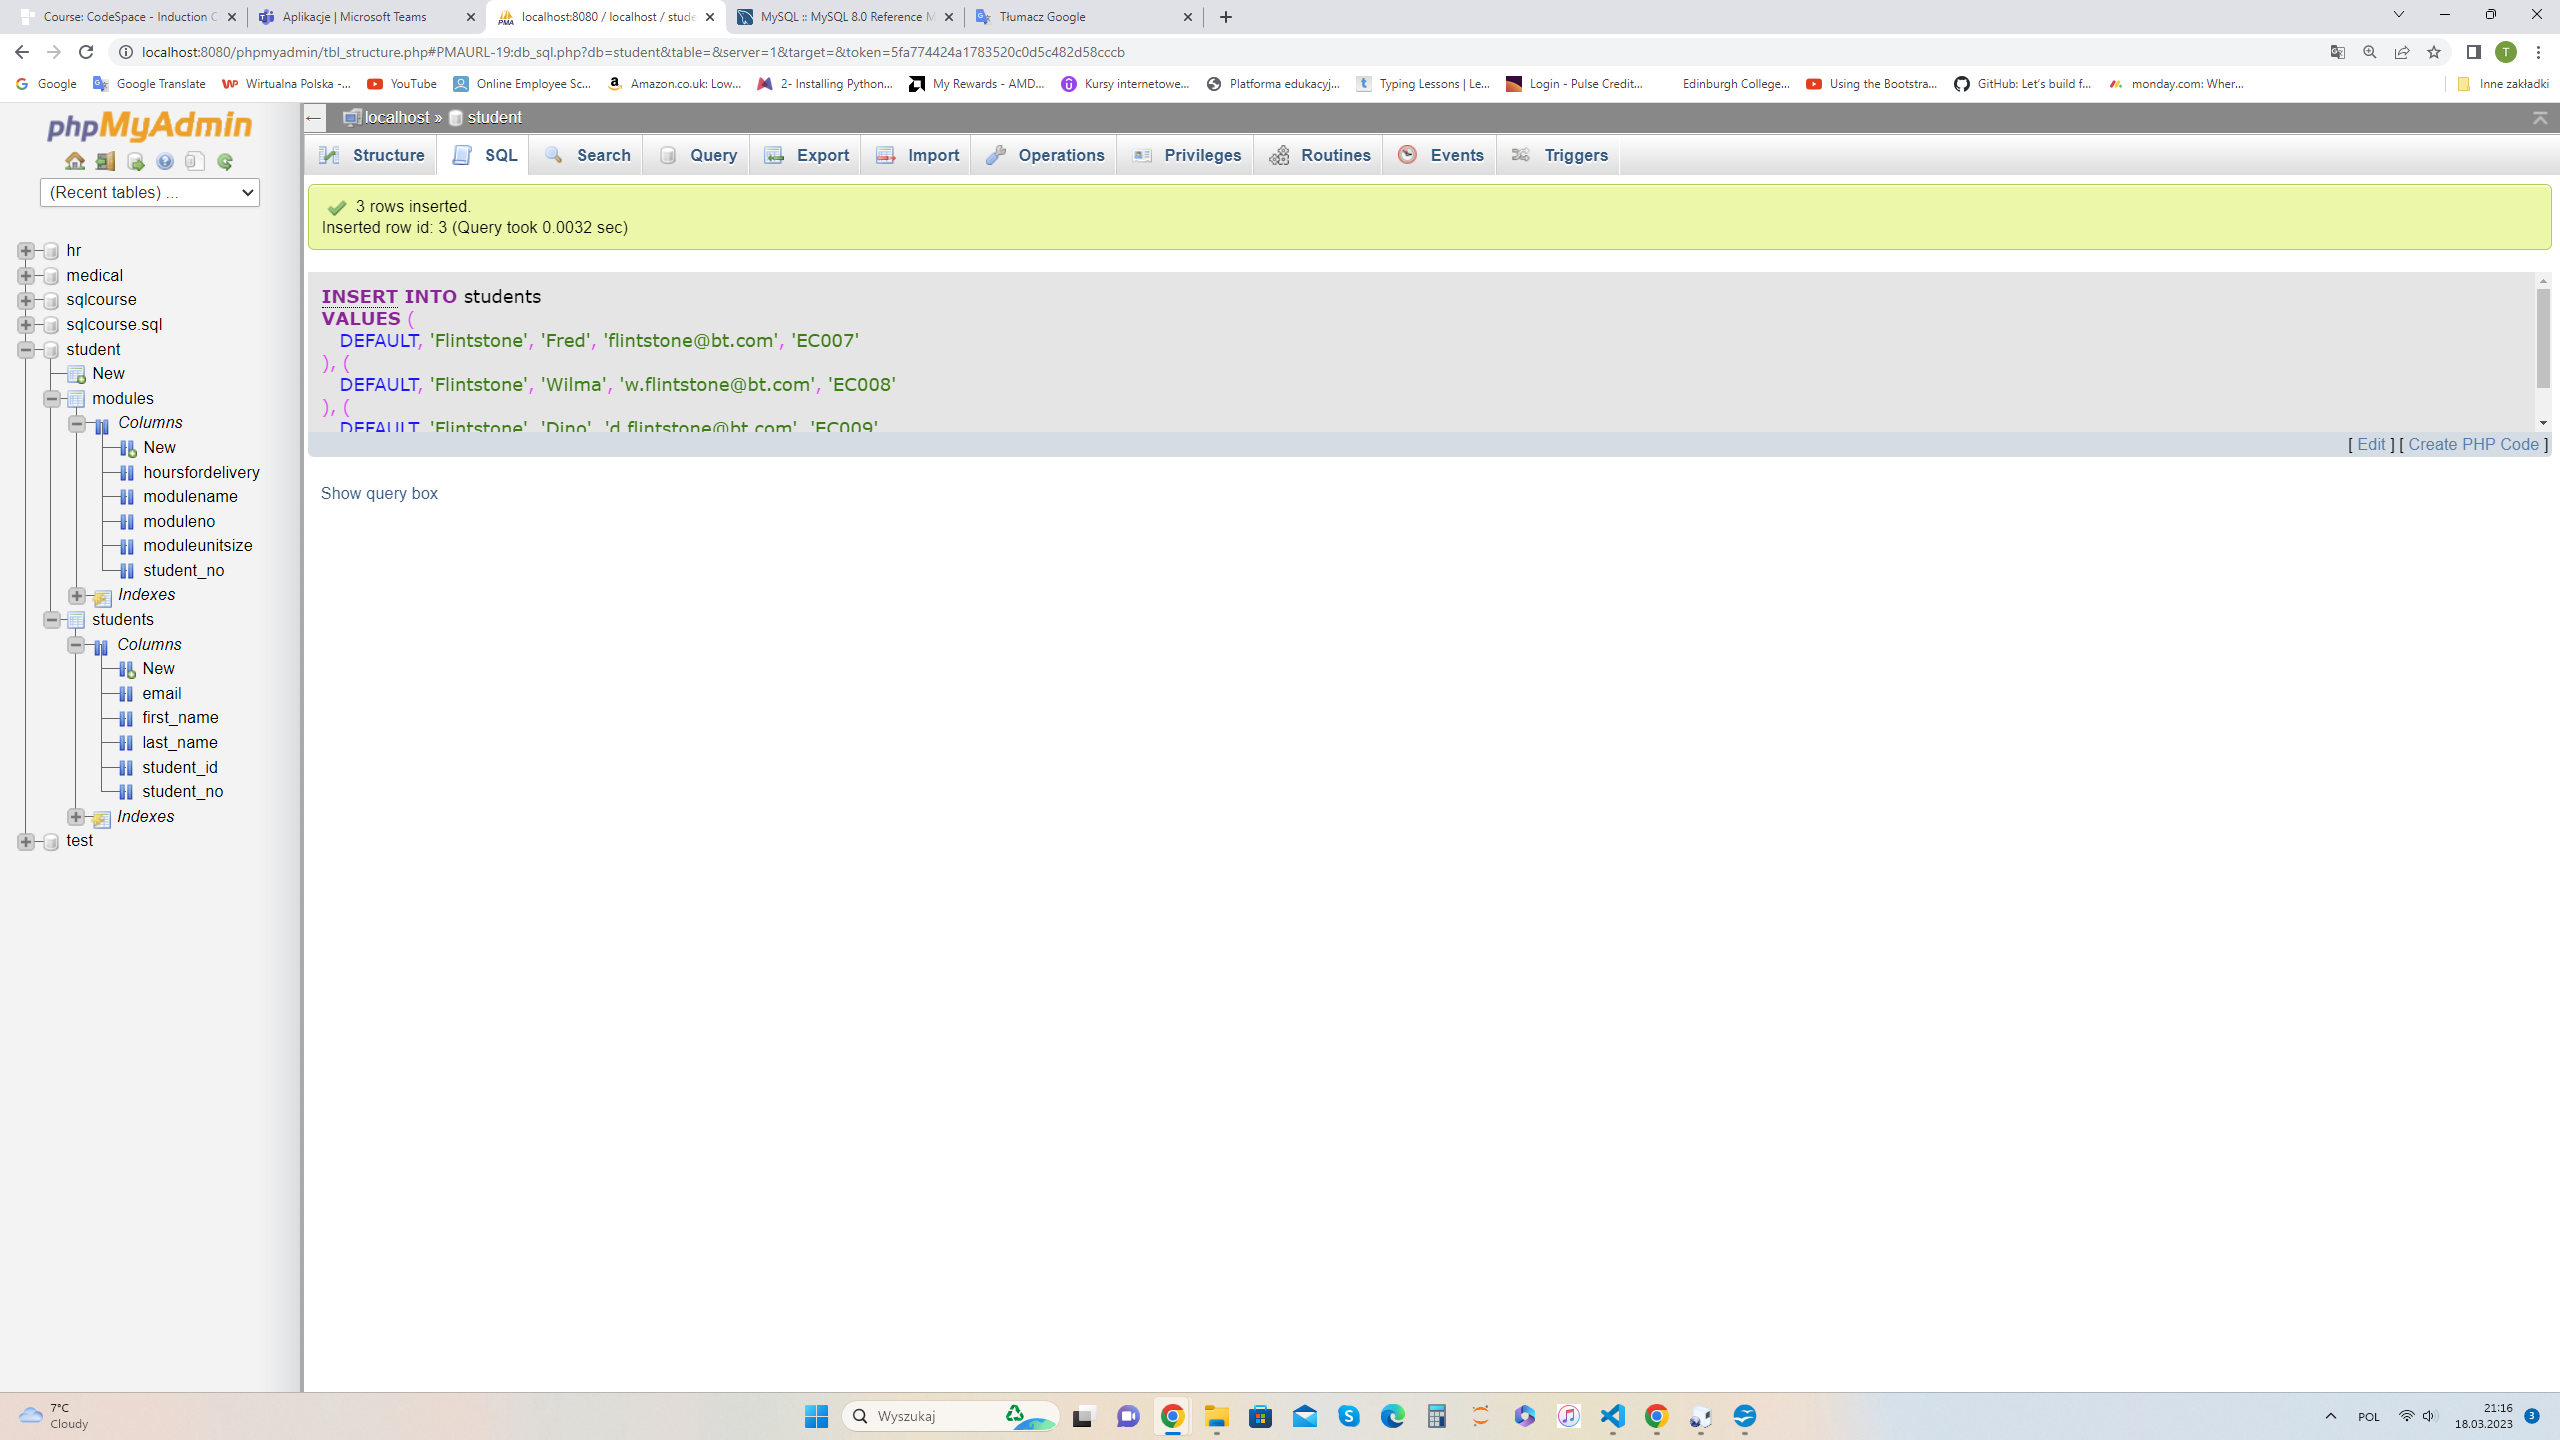 Course: CodeSpace - Induction C
Aplikacje | Microsoft Teams
localhost:8080 / localhost / stude
MySQL :: MySQL 8.0 Reference M
Tłumacz Google
localhost:8080/phpmyadmin/tbl_structure.php#PMAURL-19:db_sql.php?db=student&table=&server=1&target=&token=5fa774424a1783520c0d5c482d58cccb
T
Google
Google Translate
Wirtualna Polska -...
YouTube
Online Employee Sc...
Amazon.co.uk: Low...
2- Installing Python...
My Rewards - AMD...
Kursy internetowe...
Platforma edukacyj...
Typing Lessons | Le...
Login - Pulse Credit...
Edinburgh College...
Using the Bootstra...
GitHub: Let's build f...
monday.com: Wher...
Inne zakładki
phpMyAdmin
(Recent tables) ...
hr
medical
sqlcourse
sqlcourse.sql
student
New
modules
Columns
New
hoursfordelivery
modulename
moduleno
moduleunitsize
student_no
Indexes
students
Columns
New
email
first_name
last_name
student_id
student_no
Indexes
test
localhost » student
Structure
SQL
Search
Query
Export
Import
Operations
Privileges
Routines
Events
Triggers
3 rows inserted.
Inserted row id: 3 (Query took 0.0032 sec)
INSERT INTO students
VALUES (
DEFAULT, 'Flintstone', 'Fred', 'flintstone@bt.com', 'EC007'
), (
DEFAULT, 'Flintstone', 'Wilma', 'w.flintstone@bt.com', 'EC008'
), (
DEFAULT, 'Flintstone', 'Dino', 'd.flintstone@bt.com', 'EC009'
[ Edit ] [ Create PHP Code ]
Show query box
7°C
Cloudy
Wyszukaj
POL
21:16
18.03.2023
3